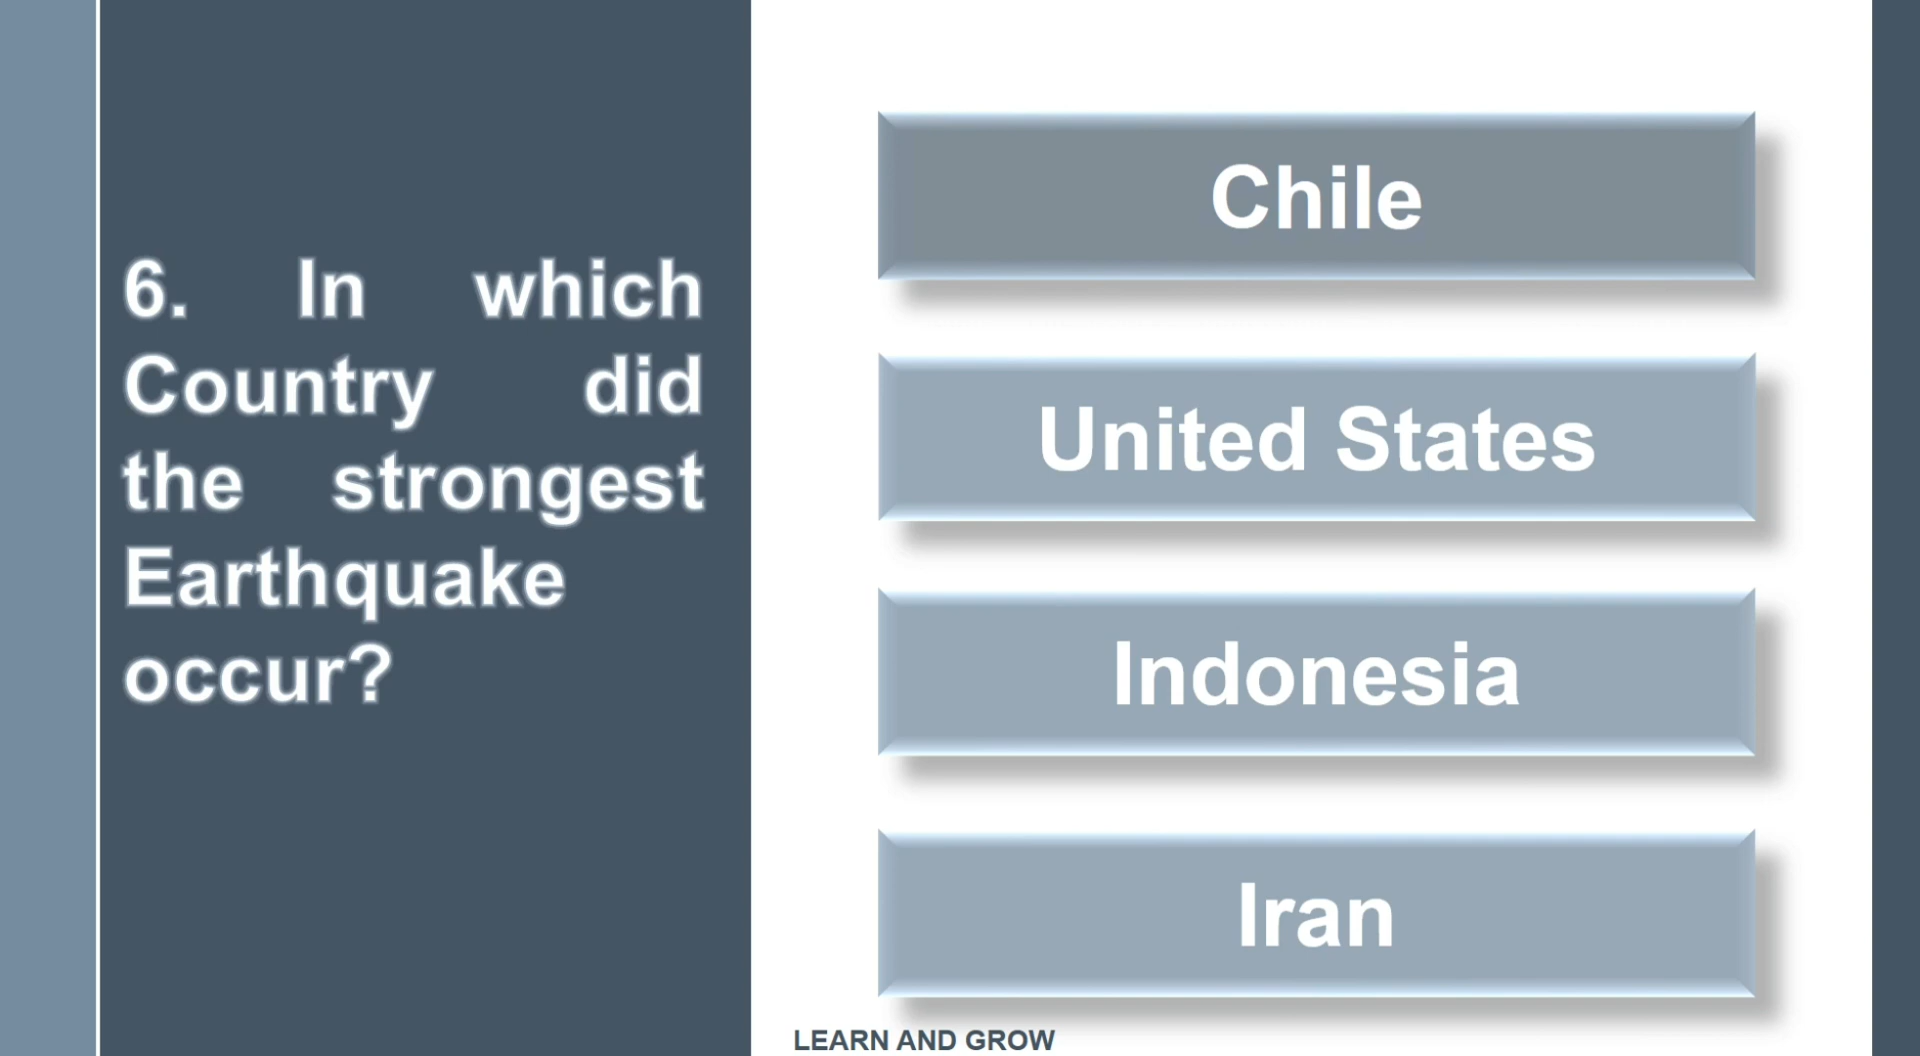 6. In which
Country did
the strongest
Earthquake
occur?
Chile
United States
Indonesia
Iran
LEARN AND GROW